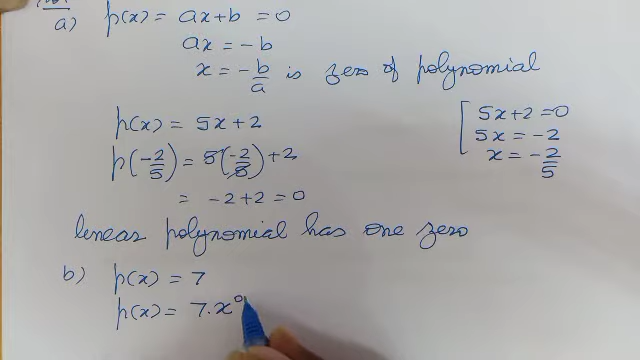 a) p(x) = ax+b = 0
ax = -b
x = -b/a is zero of polynomial
p(x) = 5x+2
p(-2/5) = 5(-2/5)+2
= -2+2 = 0
5x+2 = 0
5x = -2
x = -2/5
linear polynomial has one zero
b) p(x) = 7
p(x) = 7.x⁰